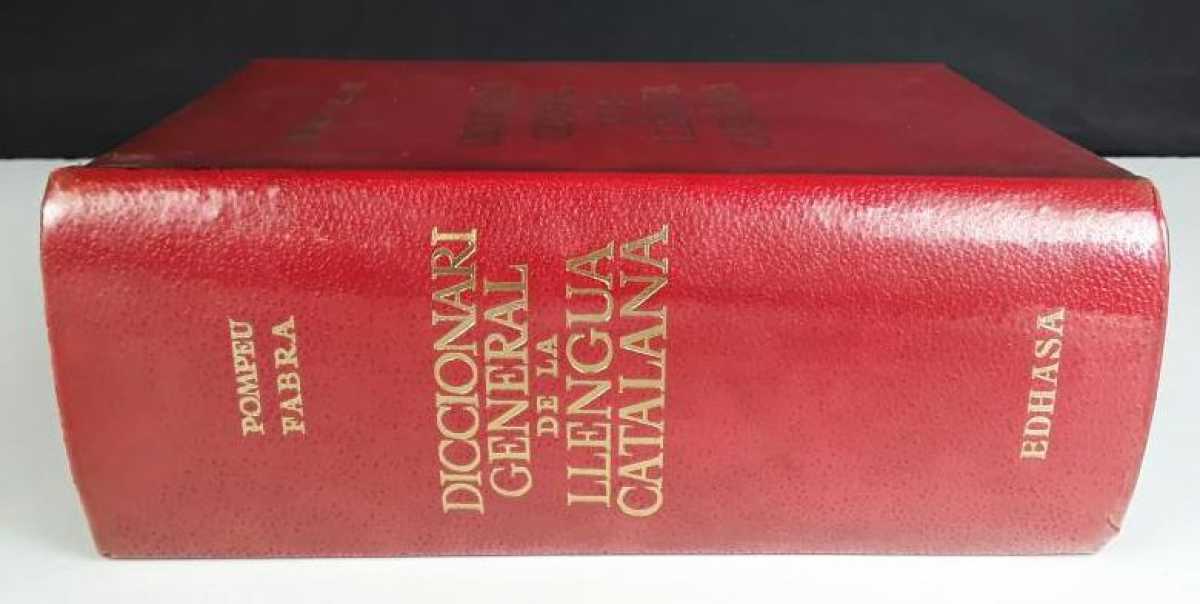 POMPEU
FABRA
DICCIONARI
GENERAL
DE LA
LLENGUA
CATALANA
EDHASA